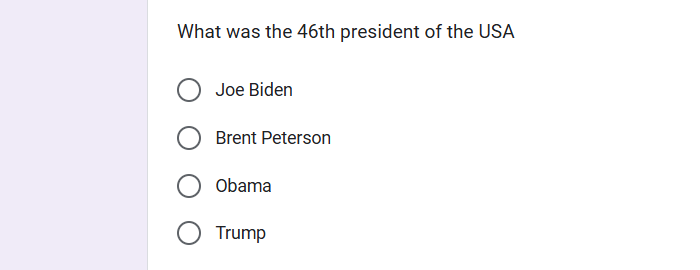 What was the 46th president of the USA
Joe Biden
Brent Peterson
Obama
Trump